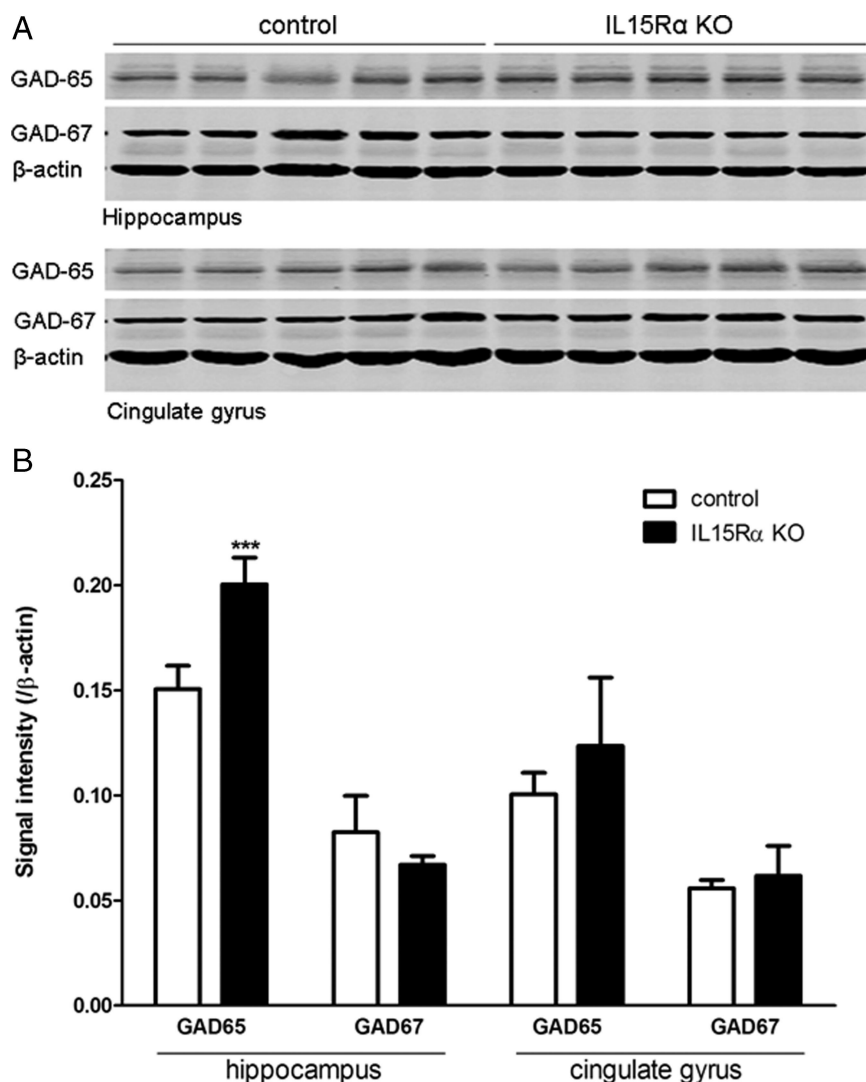 A
control IL15Rα KO
GAD-65
GAD-67
β-actin
Hippocampus
GAD-65
GAD-67
β-actin
Cingulate gyrus
B
0.25
0.20
0.15
0.10
0.05
0.00
Signal intensity (/β-actin)
***
control
IL15Rα KO
GAD65 GAD67 GAD65 GAD67
hippocampus cingulate gyrus